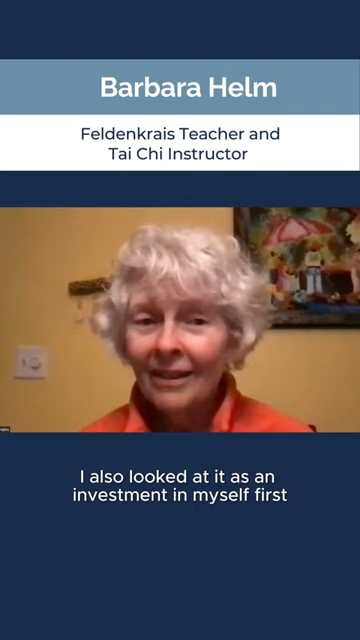 Barbara Helm
Feldenkrais Teacher and
Tai Chi Instructor
I also looked at it as an
investment in myself first